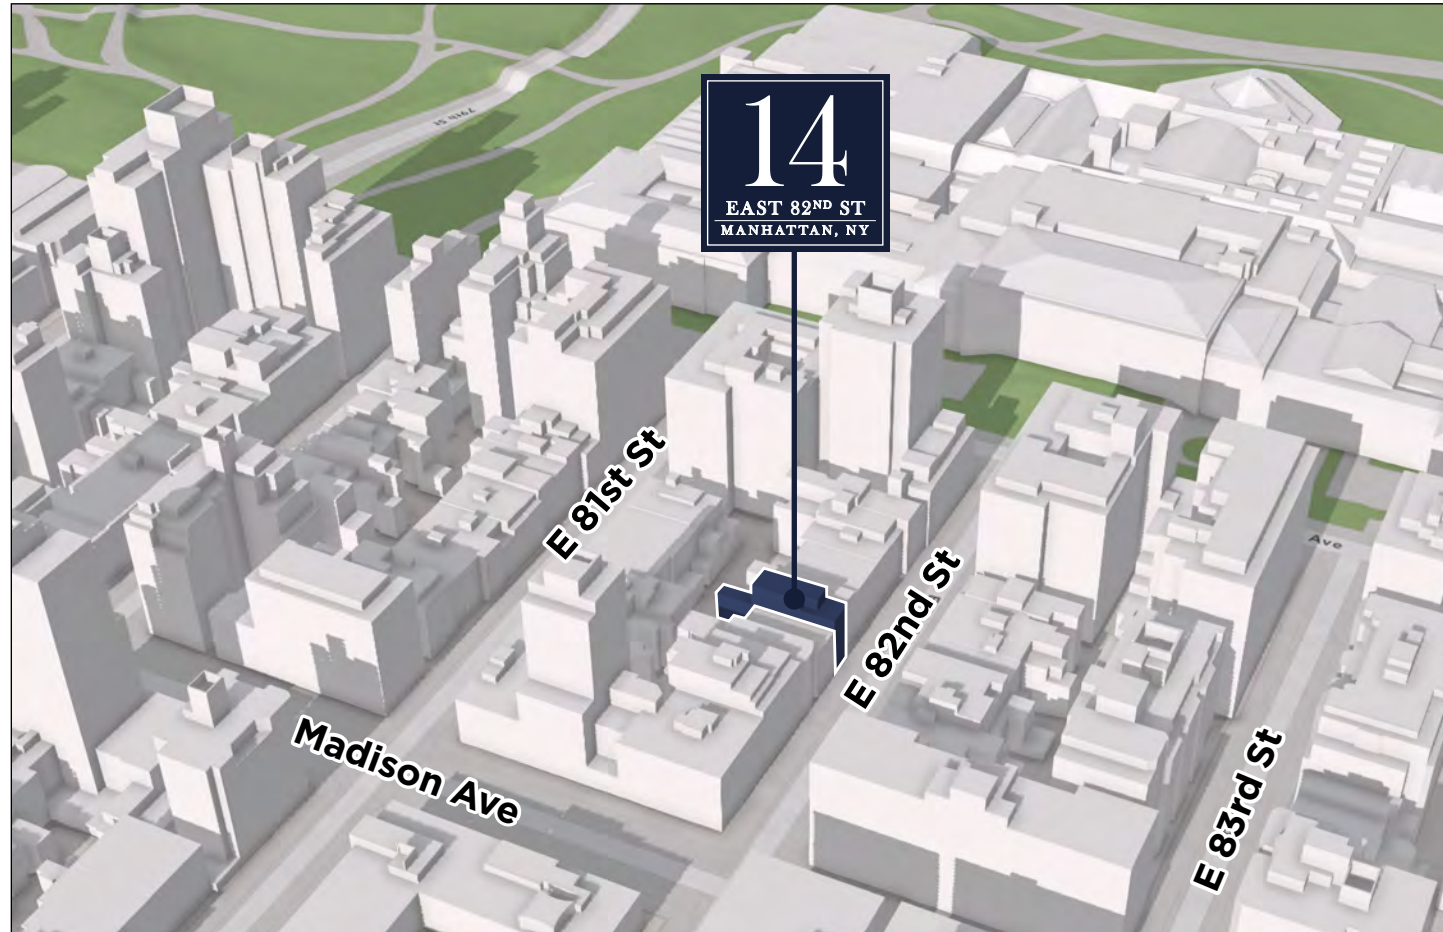 79th St
14
EAST 82ND ST
MANHATTAN, NY
E 81st St
E 82nd St
Ave
Madison Ave
E 83rd St